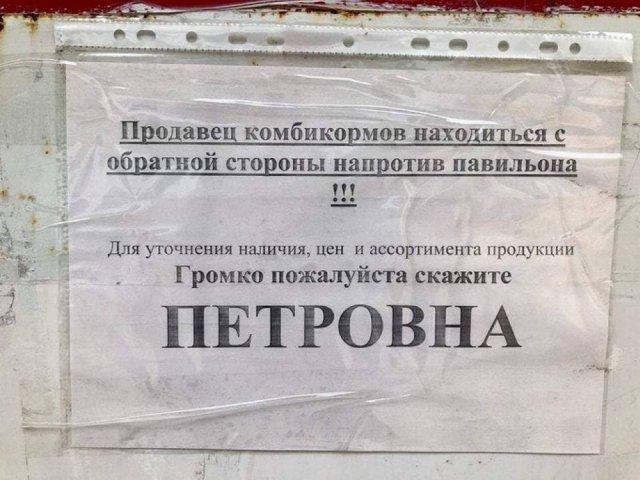 Продавец комбикормов находиться с
обратной стороны напротив павильона
!!!
Для уточнения наличия, цен и ассортимента продукции
Громко пожалуйста скажите
ПЕТРОВНА